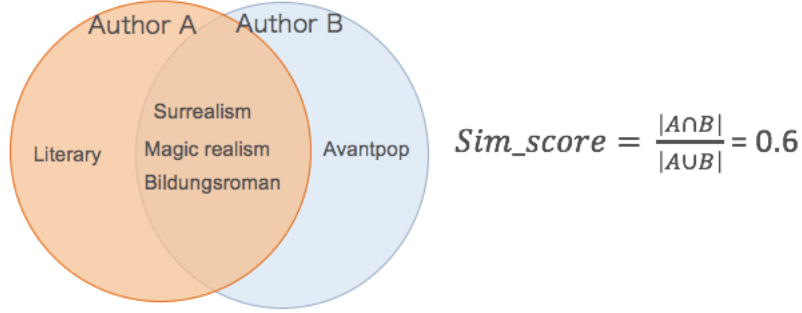 Author A Author B
Surrealism
Literary Magic realism Avantpop
Bildungsroman
Sim_score = |A∩B| / |A∪B| = 0.6